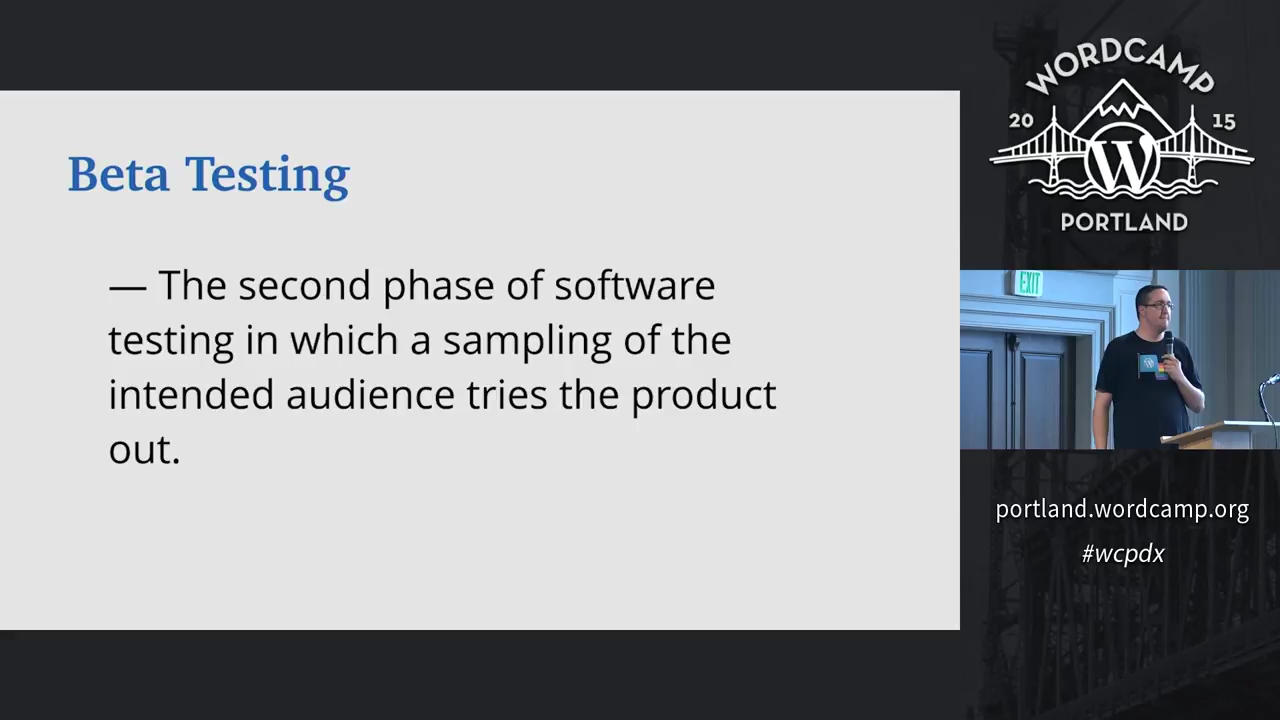 Beta Testing
— The second phase of software
testing in which a sampling of the
intended audience tries the product
out.
WORDCAMP
20 15
W
PORTLAND
EXIT
portland.wordcamp.org
#wcpdx